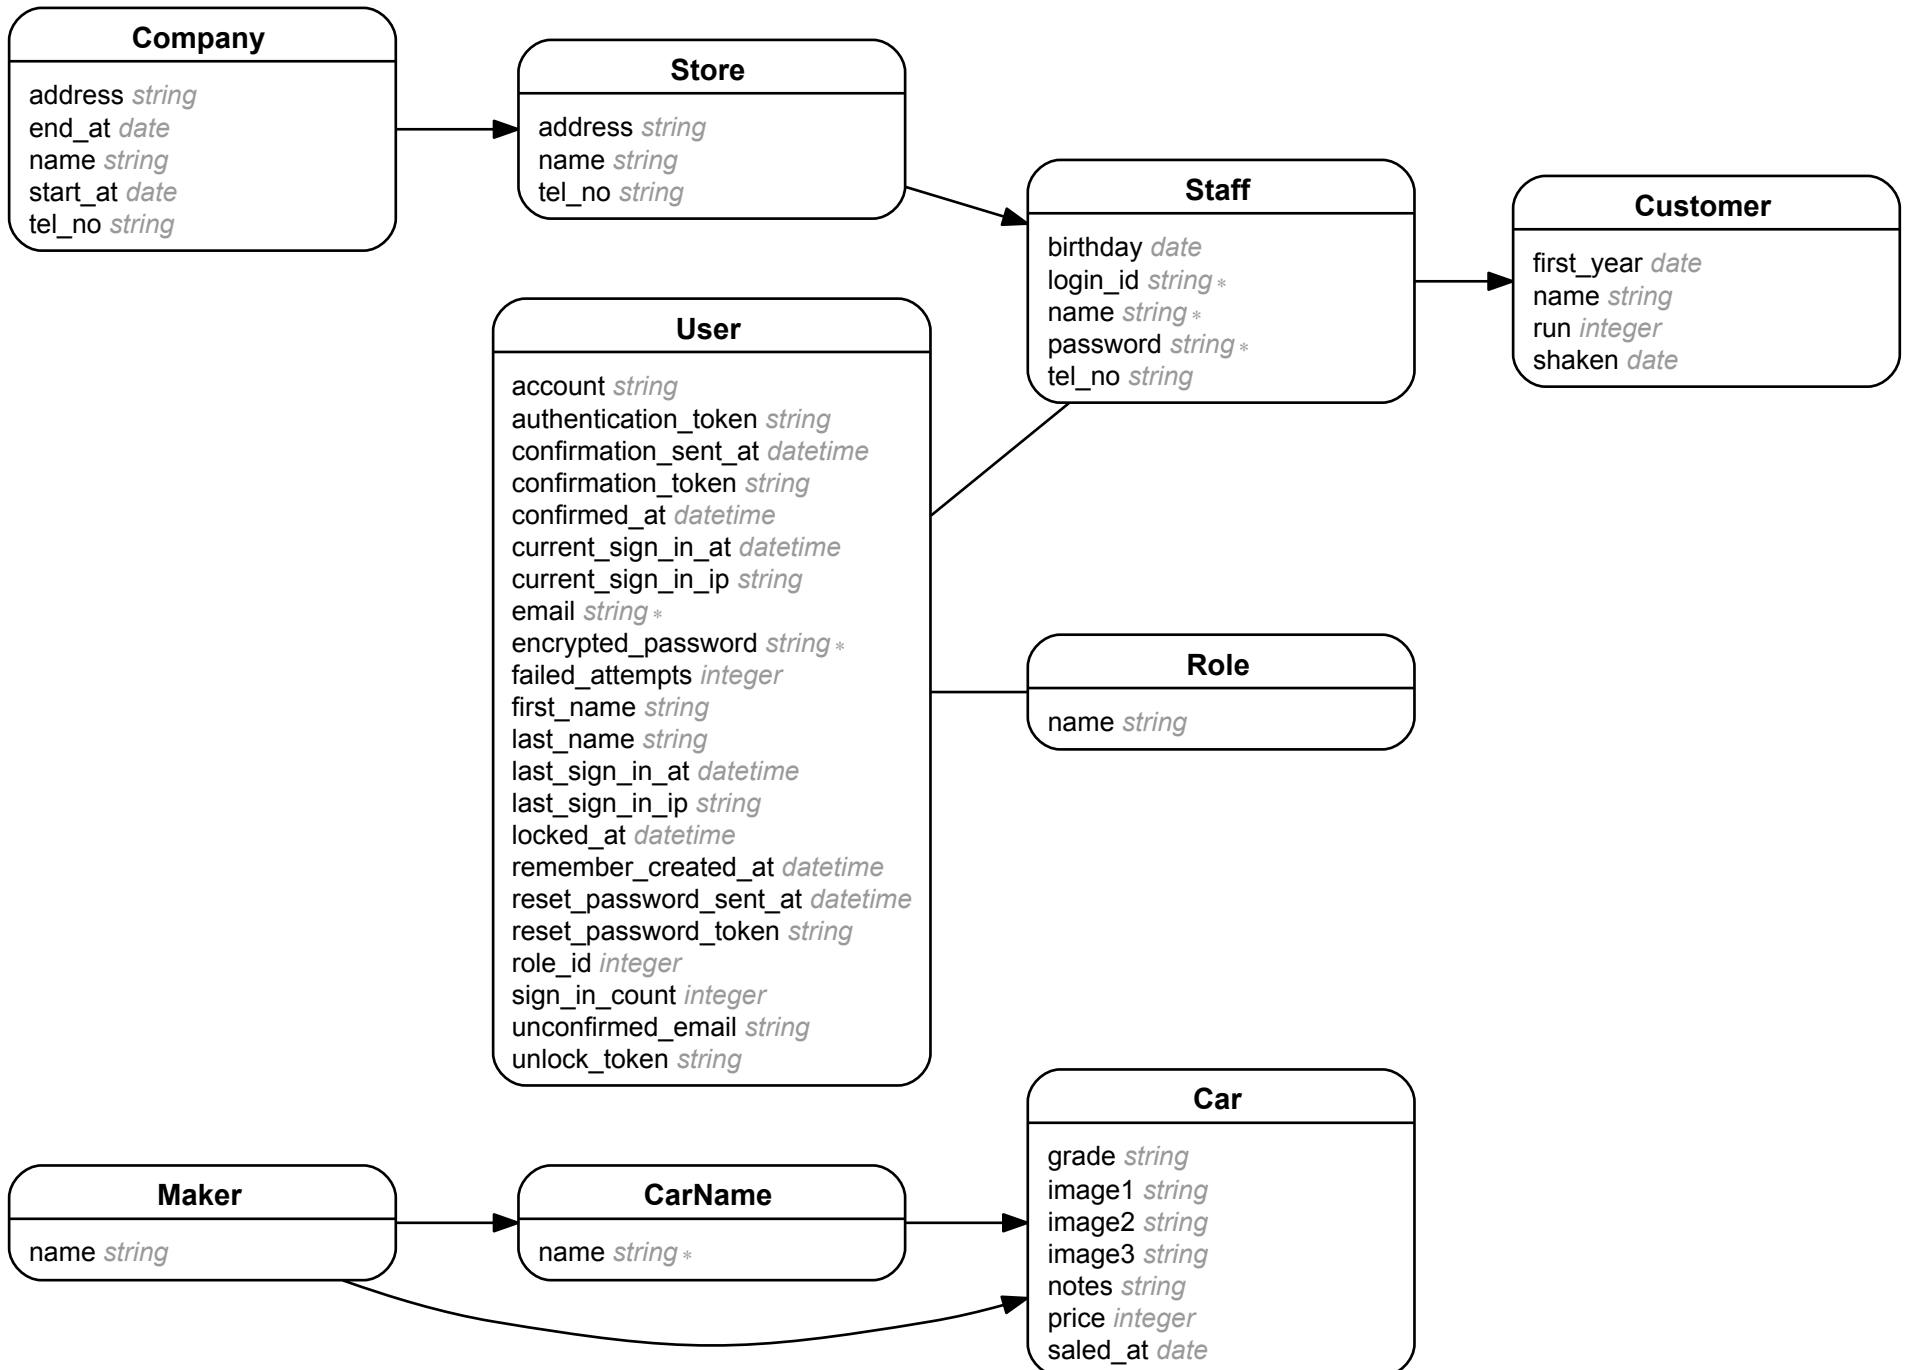 Company
address string
end_at date
name string
start_at date
tel_no string
Store
address string
name string
tel_no string
Staff
birthday date
login_id string *
name string *
password string *
tel_no string
Customer
first_year date
name string
run integer
shaken date
User
account string
authentication_token string
confirmation_sent_at datetime
confirmation_token string
confirmed_at datetime
current_sign_in_at datetime
current_sign_in_ip string
email string *
encrypted_password string *
failed_attempts integer
first_name string
last_name string
last_sign_in_at datetime
last_sign_in_ip string
locked_at datetime
remember_created_at datetime
reset_password_sent_at datetime
reset_password_token string
role_id integer
sign_in_count integer
unconfirmed_email string
unlock_token string
Role
name string
Maker
name string
CarName
name string *
Car
grade string
image1 string
image2 string
image3 string
notes string
price integer
saled_at date